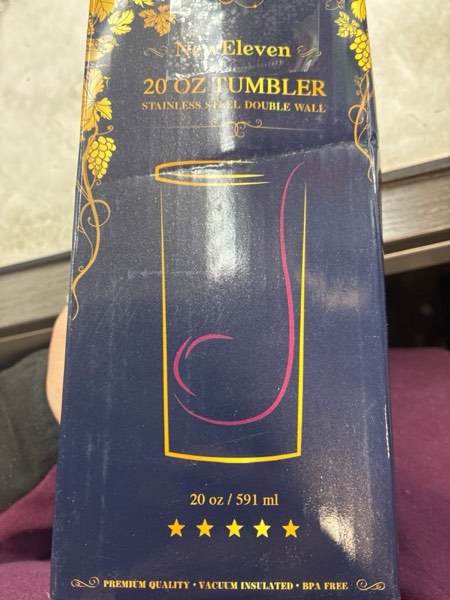 NewEleven
20 OZ TUMBLER
STAINLESS STEEL DOUBLE WALL
20 oz / 591 ml
PREMIUM QUALITY • VACUUM INSULATED • BPA FREE